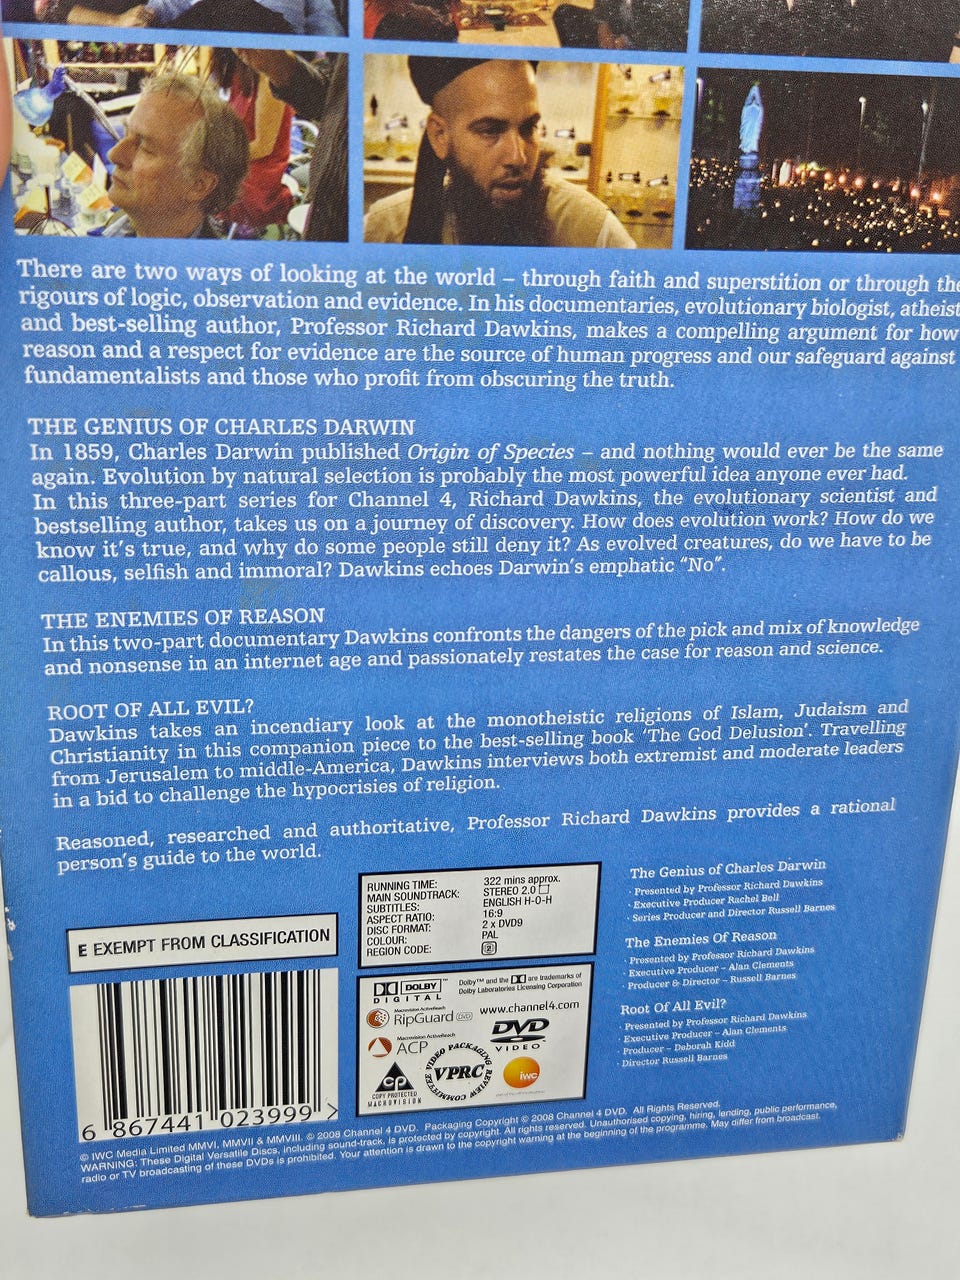 There are two ways of looking at the world – through faith and superstition or through the
rigours of logic, observation and evidence. In his documentaries, evolutionary biologist, atheist
and best-selling author, Professor Richard Dawkins, makes a compelling argument for how
reason and a respect for evidence are the source of human progress and our safeguard against
fundamentalists and those who profit from obscuring the truth.
THE GENIUS OF CHARLES DARWIN
In 1859, Charles Darwin published Origin of Species – and nothing would ever be the same
again. Evolution by natural selection is probably the most powerful idea anyone ever had.
In this three-part series for Channel 4, Richard Dawkins, the evolutionary scientist and
bestselling author, takes us on a journey of discovery. How does evolution work? How do we
know it's true, and why do some people still deny it? As evolved creatures, do we have to be
callous, selfish and immoral? Dawkins echoes Darwin's emphatic "No".
THE ENEMIES OF REASON
In this two-part documentary Dawkins confronts the dangers of the pick and mix of knowledge
and nonsense in an internet age and passionately restates the case for reason and science.
ROOT OF ALL EVIL?
Dawkins takes an incendiary look at the monotheistic religions of Islam, Judaism and
Christianity in this companion piece to the best-selling book 'The God Delusion'. Travelling
from Jerusalem to middle-America, Dawkins interviews both extremist and moderate leaders
in a bid to challenge the hypocrisies of religion.
Reasoned, researched and authoritative, Professor Richard Dawkins provides a rational
person's guide to the world.
E EXEMPT FROM CLASSIFICATION
6 867441 023999 >
RUNNING TIME: 322 mins approx.
MAIN SOUNDTRACK: STEREO 2.0
SUBTITLES: ENGLISH H-O-H
ASPECT RATIO: 16:9
DISC FORMAT: 2 x DVD9
COLOUR: PAL
REGION CODE: 2
DOLBY
DIGITAL
Dolby™ and the are trademarks of
Dolby Laboratories Licensing Corporation
Macrovision ActiveReach
RipGuard DVD
www.channel4.com
Macrovision ActiveReach
ACP
DVD
VIDEO
CP
COPY PROTECTED
MACROVISION
VIDEO PACKAGING REVIEW COMMITTEE
VPRC
iwc
The Genius of Charles Darwin
· Presented by Professor Richard Dawkins
· Executive Producer Rachel Bell
· Series Producer and Director Russell Barnes
The Enemies Of Reason
· Presented by Professor Richard Dawkins
· Executive Producer – Alan Clements
· Producer & Director – Russell Barnes
Root Of All Evil?
· Presented by Professor Richard Dawkins
· Executive Producer – Alan Clements
· Producer – Deborah Kidd
· Director Russell Barnes
© IWC Media Limited MMVI, MMVII & MMVIII. © 2008 Channel 4 DVD. Packaging Copyright © 2008 Channel 4 DVD. All Rights Reserved.
WARNING: These Digital Versatile Discs, including sound-track, is protected by copyright. All rights reserved. Unauthorised copying, hiring, lending, public performance,
radio or TV broadcasting of these DVDs is prohibited. Your attention is drawn to the copyright warning at the beginning of the programme. May differ from broadcast.